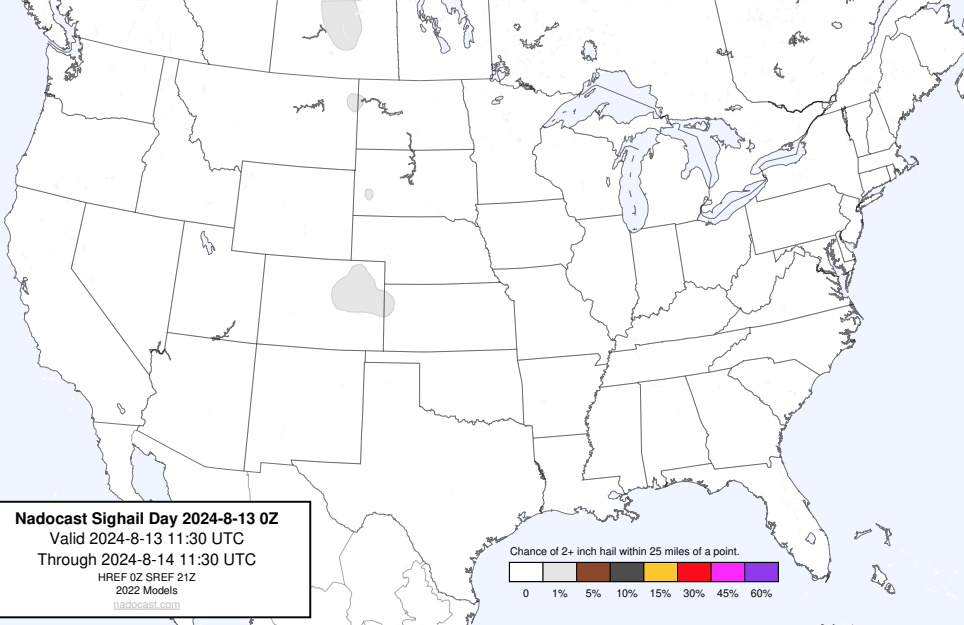 Nadocast Sighail Day 2024-8-13 0Z
Valid 2024-8-13 11:30 UTC
Through 2024-8-14 11:30 UTC
HREF 0Z SREF 21Z
2022 Models
nadocast.com
Chance of 2+ inch hail within 25 miles of a point.
0 1% 5% 10% 15% 30% 45% 60%